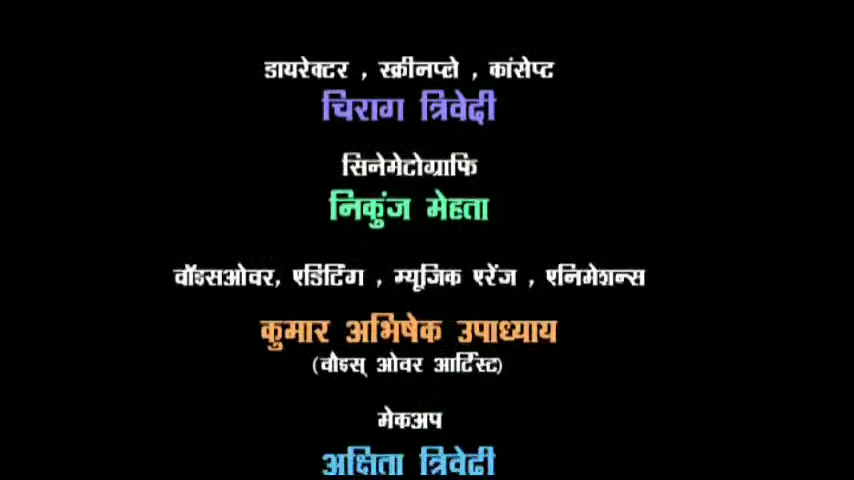 डायरेक्टर , स्क्रीनप्ले , कांसेप्ट
चिराग त्रिवेदी
सिनेमेटोग्राफि
निकुंज मेहता
वॉइसओवर, एडिटिंग , म्यूजिक एरेंज , एनिमेशन्स
कुमार अभिषेक उपाध्याय
(वौइस् ओवर आर्टिस्ट)
मेकअप
अक्षिता त्रिवेदी